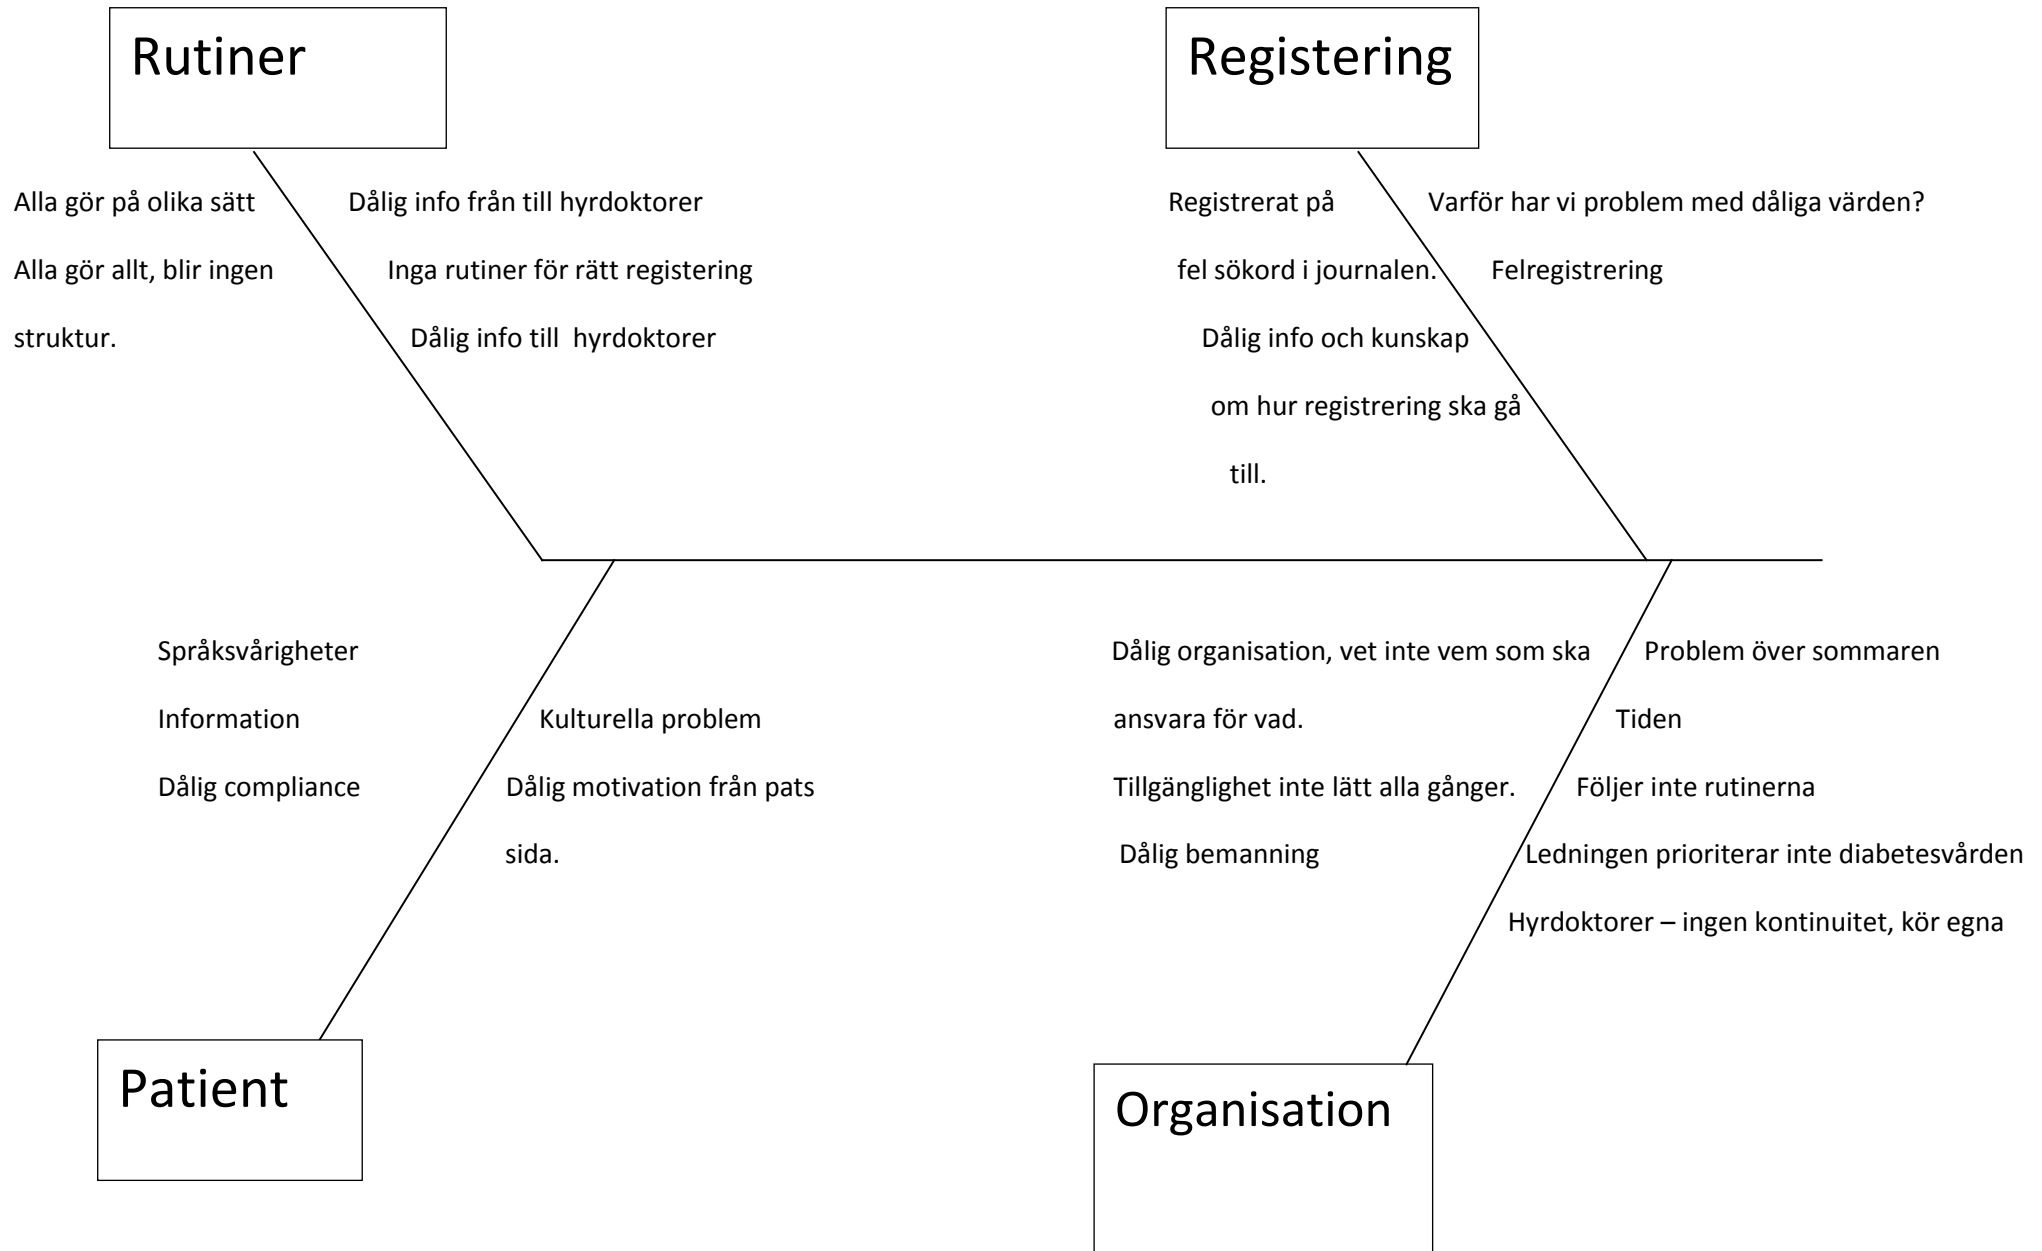 Rutiner
Registering
Alla gör på olika sätt
Dålig info från till hyrdoktorer
Alla gör allt, blir ingen
Inga rutiner för rätt registering
struktur.
Dålig info till  hyrdoktorer
Registrerat på
Varför har vi problem med dåliga värden?
fel sökord i journalen.
Felregistrering
Dålig info och kunskap
om hur registrering ska gå
till.
Språksvårigheter
Information
Kulturella problem
Dålig compliance
Dålig motivation från pats
sida.
Dålig organisation, vet inte vem som ska
Problem över sommaren
ansvara för vad.
Tiden
Tillgänglighet inte lätt alla gånger.
Följer inte rutinerna
Dålig bemanning
Ledningen prioriterar inte diabetesvården
Hyrdoktorer – ingen kontinuitet, kör egna
Patient
Organisation